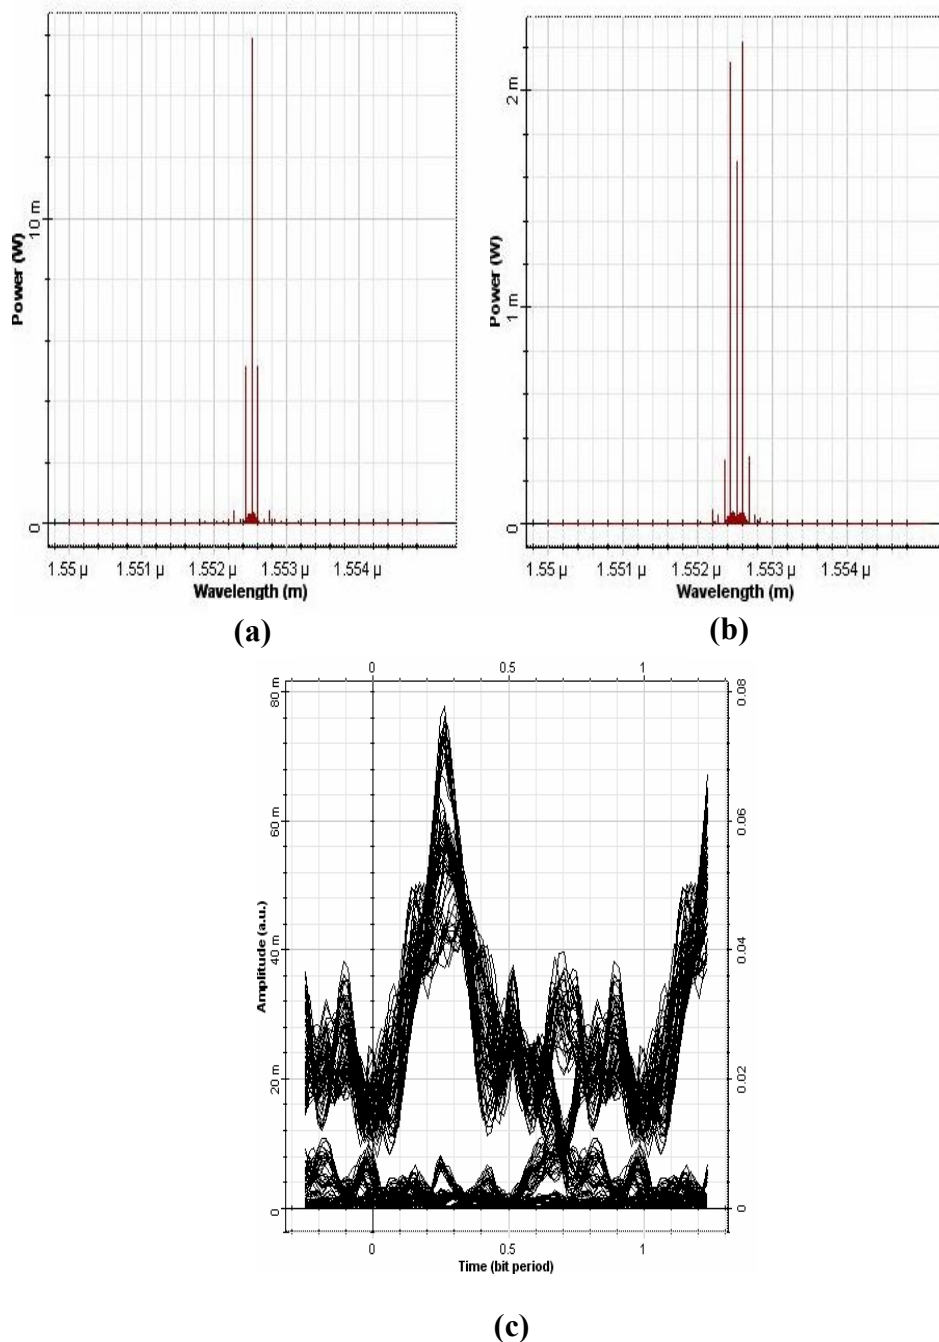 Power (W)
10 m
0
1.55 µ 1.551 µ 1.552 µ 1.553 µ 1.554 µ
Wavelength (m)
(a)
Power (W)
2 m
1 m
0
1.55 µ 1.551 µ 1.552 µ 1.553 µ 1.554 µ
Wavelength (m)
(b)
0 0.5 1
Amplitude (a.u.)
80 m
60 m
40 m
20 m
0
0.08
0.06
0.04
0.02
0
0 0.5 1
Time (bit period)
(c)